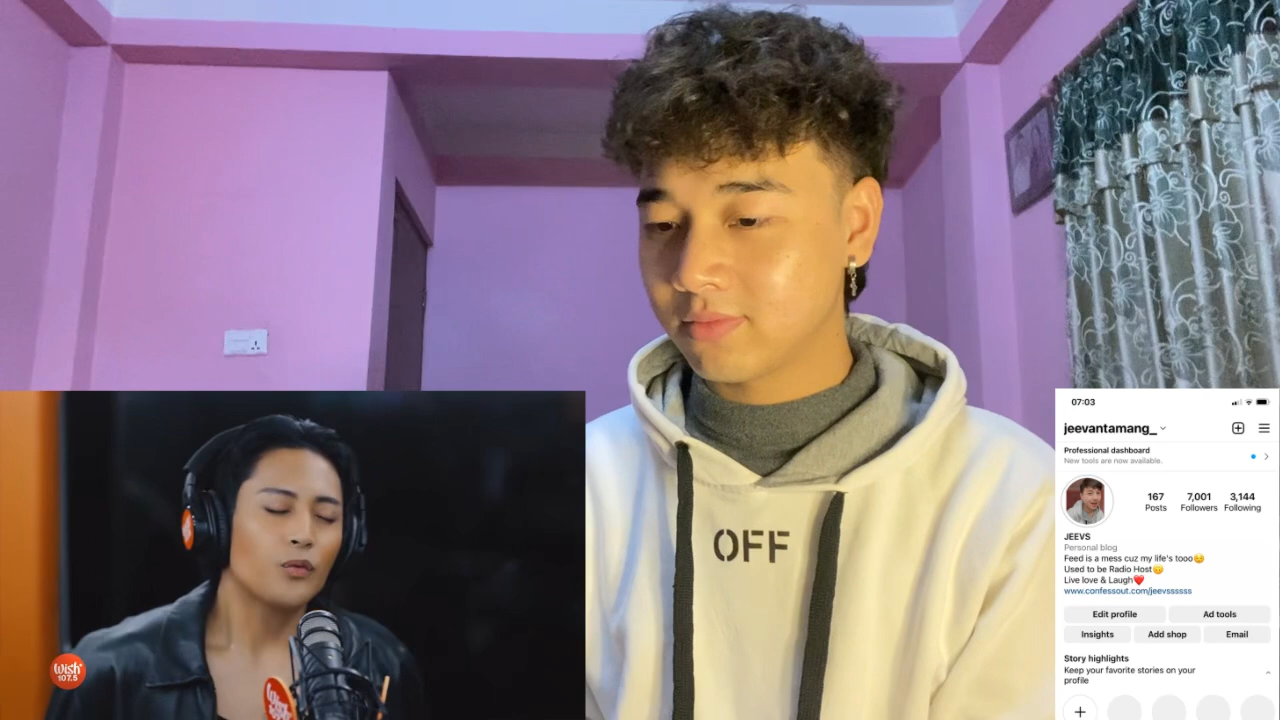 OFF
wish
107.5
wish
07:03
jeevantamang_
Professional dashboard
New tools are now available.
167 7,001 3,144
Posts Followers Following
JEEVS
Personal blog
Feed is a mess cuz my life's tooo😔
Used to be Radio Host😔
Live love & Laugh❤️
www.confessout.com/jeevssssss
Edit profile Ad tools
Insights Add shop Email
Story highlights
Keep your favorite stories on your
profile